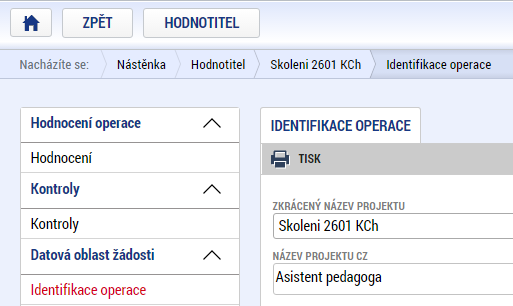 ZPĚT HODNOTITEL
Nacházíte se: Nástěnka Hodnotitel Skoleni 2601 KCh Identifikace operace
Hodnocení operace
Hodnocení
Kontroly
Kontroly
Datová oblast žádosti
Identifikace operace
IDENTIFIKACE OPERACE
TISK
ZKRÁCENÝ NÁZEV PROJEKTU
Skoleni 2601 KCh
NÁZEV PROJEKTU CZ
Asistent pedagoga